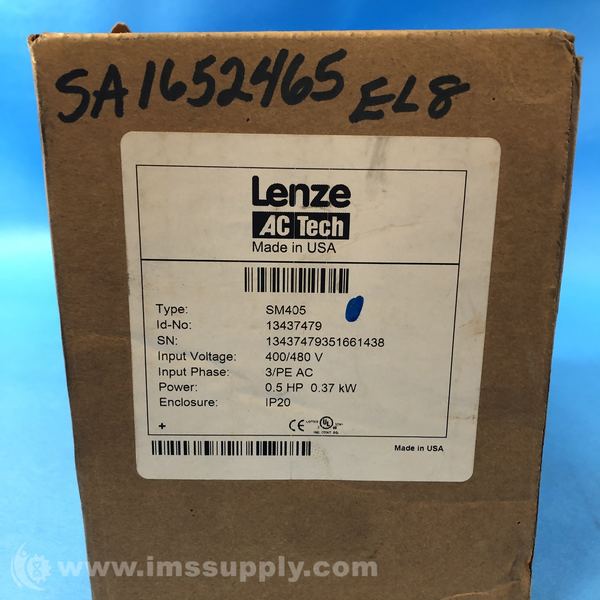 SA1652465 EL8
Lenze
AC Tech
Made in USA
Type: SM405
Id-No: 13437479
SN: 13437479351661438
Input Voltage: 400/480 V
Input Phase: 3/PE AC
Power: 0.5 HP 0.37 kW
Enclosure: IP20
+
CE
UL
Made in USA
www.imssupply.com